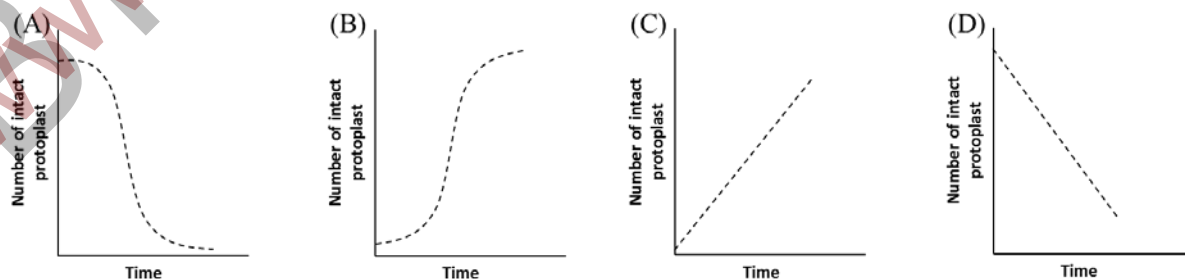 (A) (B) (C) (D)
Number of intact protoplast
Number of intact protoplast
Number of intact protoplast
Number of intact protoplast
Time Time Time Time